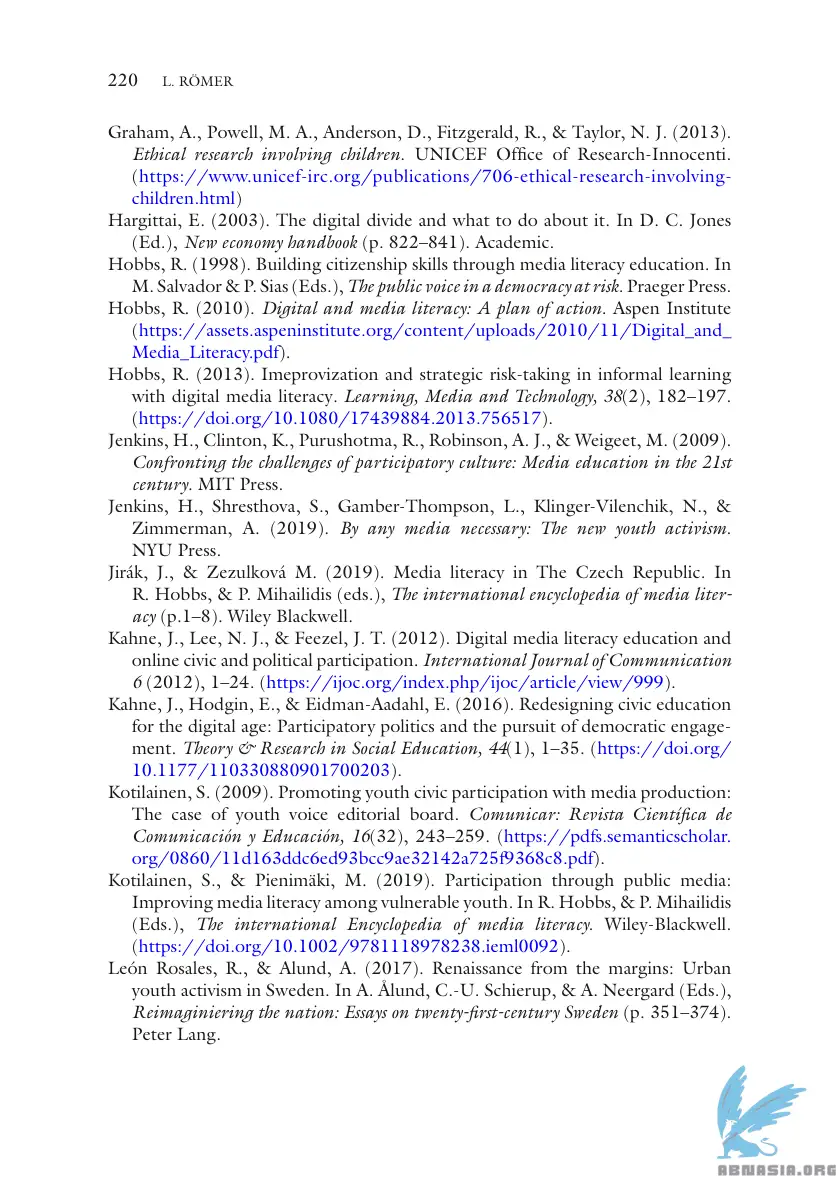 220 L. RÖMER
Graham, A., Powell, M. A., Anderson, D., Fitzgerald, R., & Taylor, N. J. (2013).
Ethical research involving children. UNICEF Office of Research-Innocenti.
(https://www.unicef-irc.org/publications/706-ethical-research-involving-
children.html)
Hargittai, E. (2003). The digital divide and what to do about it. In D. C. Jones
(Ed.), New economy handbook (p. 822–841). Academic.
Hobbs, R. (1998). Building citizenship skills through media literacy education. In
M. Salvador & P. Sias (Eds.), The public voice in a democracy at risk. Praeger Press.
Hobbs, R. (2010). Digital and media literacy: A plan of action. Aspen Institute
(https://assets.aspeninstitute.org/content/uploads/2010/11/Digital_and_
Media_Literacy.pdf).
Hobbs, R. (2013). Imeprovization and strategic risk-taking in informal learning
with digital media literacy. Learning, Media and Technology, 38(2), 182–197.
(https://doi.org/10.1080/17439884.2013.756517).
Jenkins, H., Clinton, K., Purushotma, R., Robinson, A. J., & Weigeet, M. (2009).
Confronting the challenges of participatory culture: Media education in the 21st
century. MIT Press.
Jenkins, H., Shresthova, S., Gamber-Thompson, L., Klinger-Vilenchik, N., &
Zimmerman, A. (2019). By any media necessary: The new youth activism.
NYU Press.
Jirák, J., & Zezulková M. (2019). Media literacy in The Czech Republic. In
R. Hobbs, & P. Mihailidis (eds.), The international encyclopedia of media liter-
acy (p.1–8). Wiley Blackwell.
Kahne, J., Lee, N. J., & Feezel, J. T. (2012). Digital media literacy education and
online civic and political participation. International Journal of Communication
6 (2012), 1–24. (https://ijoc.org/index.php/ijoc/article/view/999).
Kahne, J., Hodgin, E., & Eidman-Aadahl, E. (2016). Redesigning civic education
for the digital age: Participatory politics and the pursuit of democratic engage-
ment. Theory & Research in Social Education, 44(1), 1–35. (https://doi.org/
10.1177/110330880901700203).
Kotilainen, S. (2009). Promoting youth civic participation with media production:
The case of youth voice editorial board. Comunicar: Revista Científica de
Comunicación y Educación, 16(32), 243–259. (https://pdfs.semanticscholar.
org/0860/11d163ddc6ed93bcc9ae32142a725f9368c8.pdf).
Kotilainen, S., & Pienimäki, M. (2019). Participation through public media:
Improving media literacy among vulnerable youth. In R. Hobbs, & P. Mihailidis
(Eds.), The international Encyclopedia of media literacy. Wiley-Blackwell.
(https://doi.org/10.1002/9781118978238.ieml0092).
León Rosales, R., & Alund, A. (2017). Renaissance from the margins: Urban
youth activism in Sweden. In A. Ålund, C.-U. Schierup, & A. Neergard (Eds.),
Reimaginiering the nation: Essays on twenty-first-century Sweden (p. 351–374).
Peter Lang.
ABNASIA.ORG